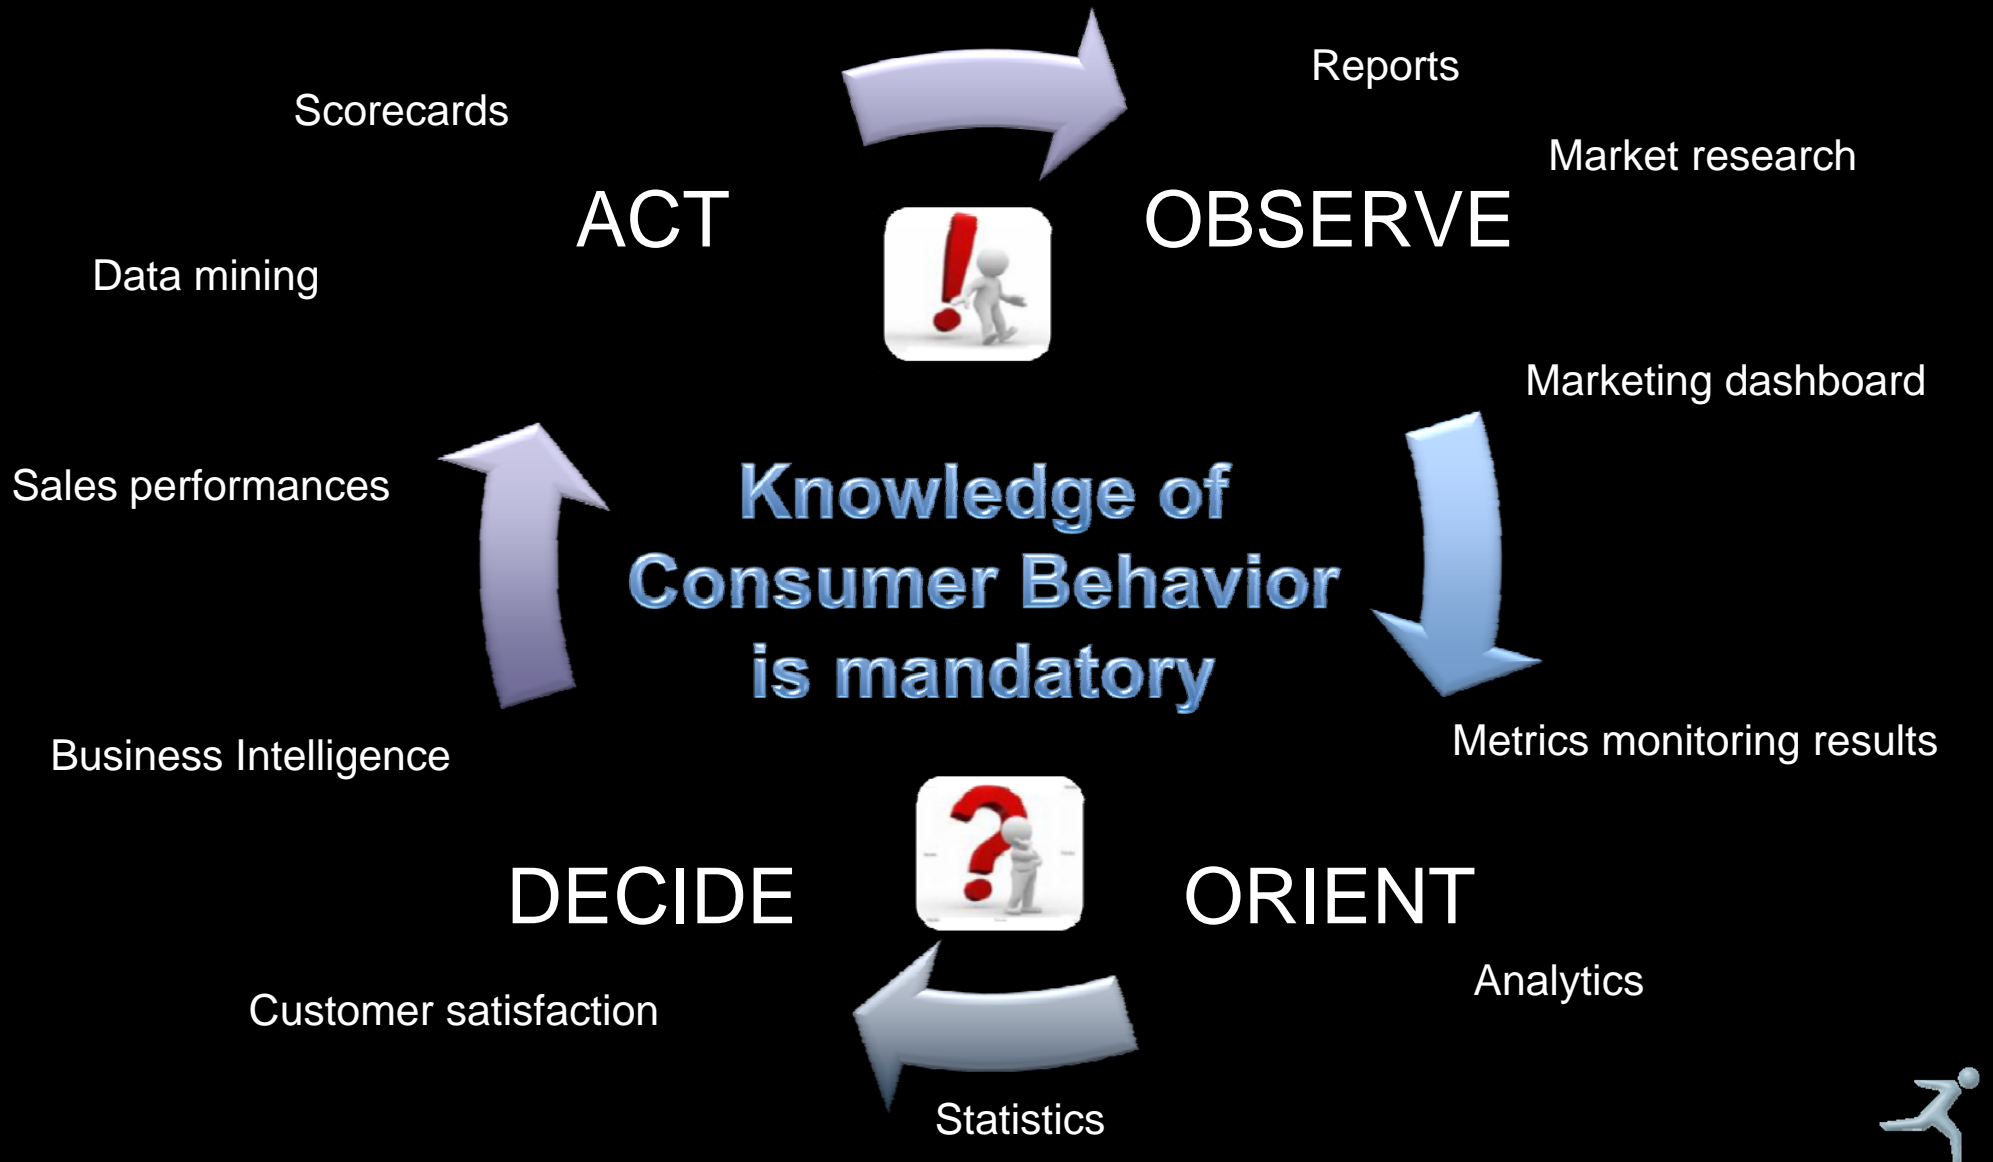 Reports
Scorecards
Market research
ACT
OBSERVE
Data mining
Marketing dashboard
Sales performances
Knowledge of
Consumer Behavior
is mandatory
Metrics monitoring results
Business Intelligence
DECIDE
ORIENT
Analytics
Customer satisfaction
Statistics